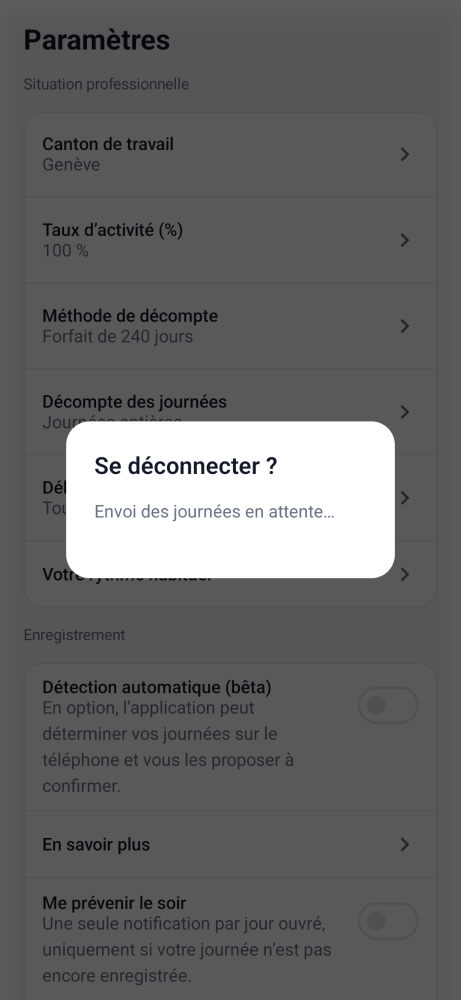 Paramètres
Situation professionnelle
Canton de travail
Genève
Taux d’activité (%)
100 %
Méthode de décompte
Forfait de 240 jours
Décompte des journées
Se déconnecter ?
Envoi des journées en attente…
Enregistrement
Détection automatique (bêta)
En option, l’application peut
déterminer vos journées sur le
téléphone et vous les proposer à
confirmer.
En savoir plus
Me prévenir le soir
Une seule notification par jour ouvré,
uniquement si votre journée n’est pas
encore enregistrée.